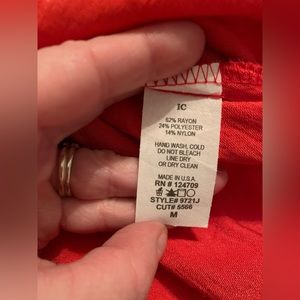 IC
62% RAYON
24% POLYESTER
14% NYLON
HAND WASH, COLD
DO NOT BLEACH
LINE DRY
OR DRY CLEAN
MADE IN U.S.A.
RN # 124709
STYLE# 9721J
CUT# 5566
M